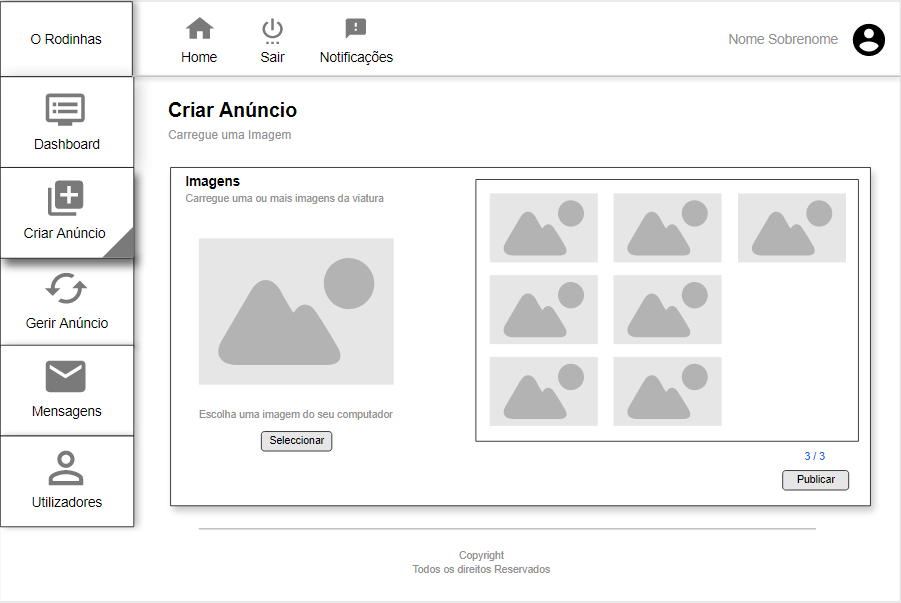 O Rodinhas
Home
Sair
Notificações
Nome Sobrenome
Dashboard
Criar Anúncio
Gerir Anúncio
Mensagens
Utilizadores
Criar Anúncio
Carregue uma Imagem
Imagens
Carregue uma ou mais imagens da viatura
Escolha uma imagem do seu computador
Seleccionar
3 / 3
Publicar
Copyright
Todos os direitos Reservados